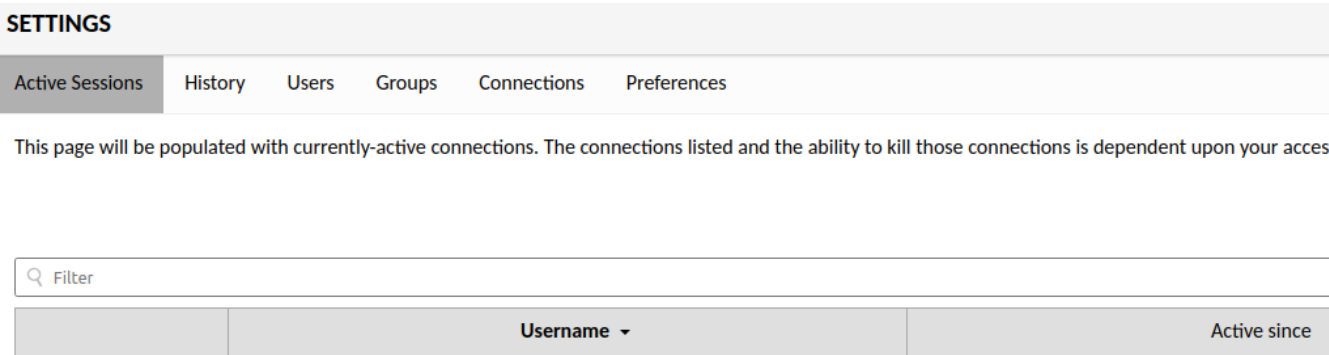 SETTINGS
Active Sessions History Users Groups Connections Preferences
This page will be populated with currently-active connections. The connections listed and the ability to kill those connections is dependent upon your
Filter
Username Active since